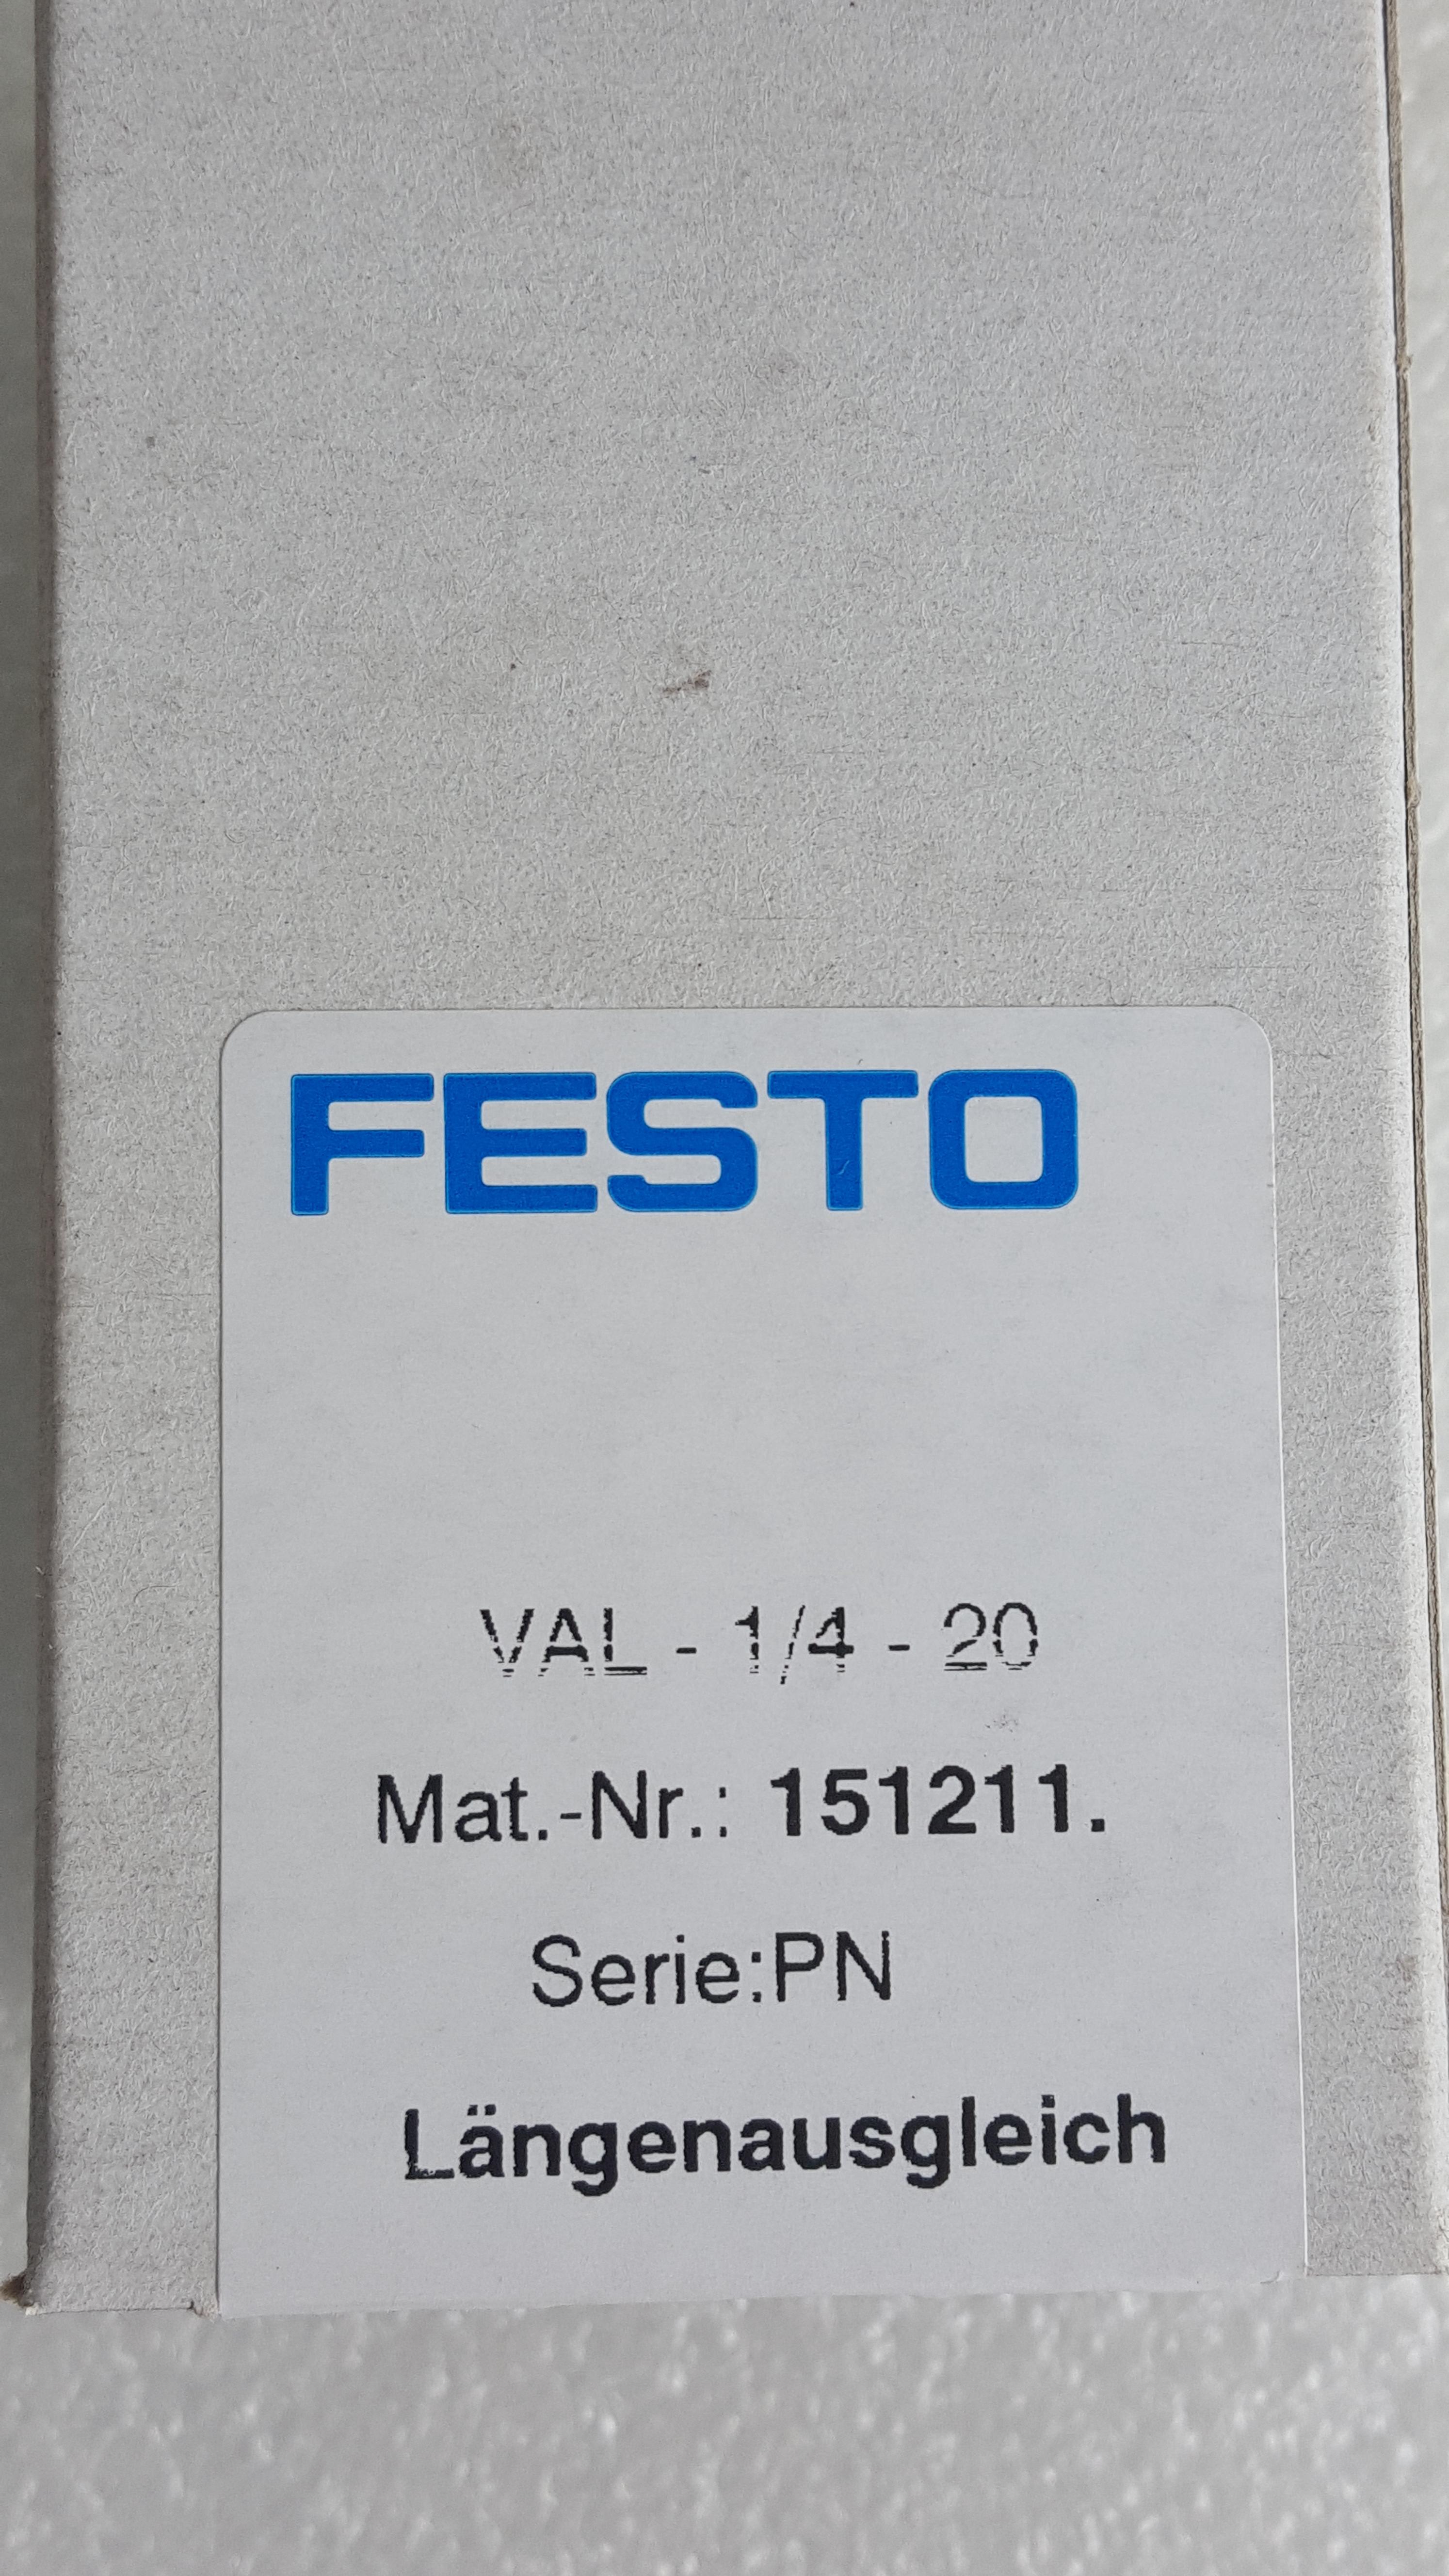 FESTO
VAL - 1/4 - 20
Mat.-Nr.: 151211.
Serie:PN
Längenausgleich